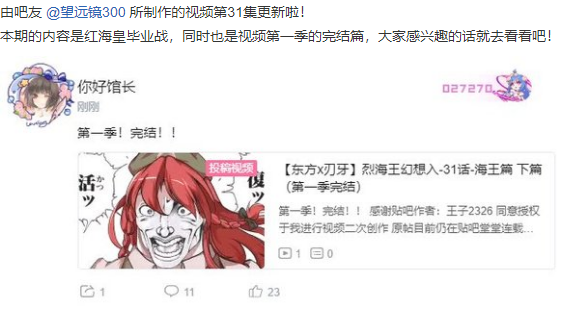 由吧友 @望远镜300 所制作的视频第31集更新啦！
本期的内容是红海皇毕业战，同时也是视频第一季的完结篇，大家感兴趣的话就去看看吧！
你好馆长
027270
刚刚
第一季！完结！！
投稿视频
活ッ
かつ
復ッ
【东方x刃牙】烈海王幻想入-31话-海王篇 下篇
（第一季完结）
第一季！完结！！ 感谢贴吧作者：王子2326 同意授权
于我进行视频二次创作 原帖目前仍在贴吧堂堂连载...
1 0
1 11 23